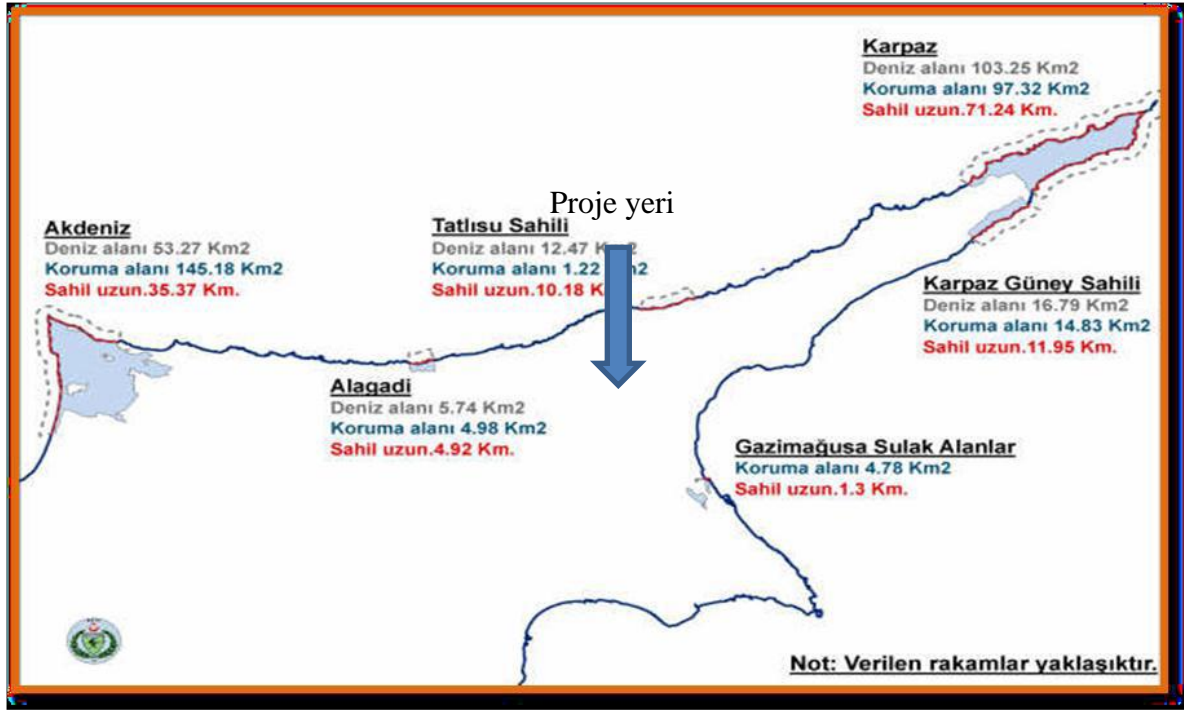 Karpaz
Deniz alanı 103.25 Km2
Koruma alanı 97.32 Km2
Sahil uzun.71.24 Km.
Proje yeri
Akdeniz
Deniz alanı 53.27 Km2
Koruma alanı 145.18 Km2
Sahil uzun.35.37 Km.
Tatlısu Sahili
Deniz alanı 12.47 Km2
Koruma alanı 1.22 Km2
Sahil uzun.10.18 K
Karpaz Güney Sahili
Deniz alanı 16.79 Km2
Koruma alanı 14.83 Km2
Sahil uzun.11.95 Km.
Alagadi
Deniz alanı 5.74 Km2
Koruma alanı 4.98 Km2
Sahil uzun.4.92 Km.
Gazimağusa Sulak Alanlar
Koruma alanı 4.78 Km2
Sahil uzun.1.3 Km.
Not: Verilen rakamlar yaklaşıktır.